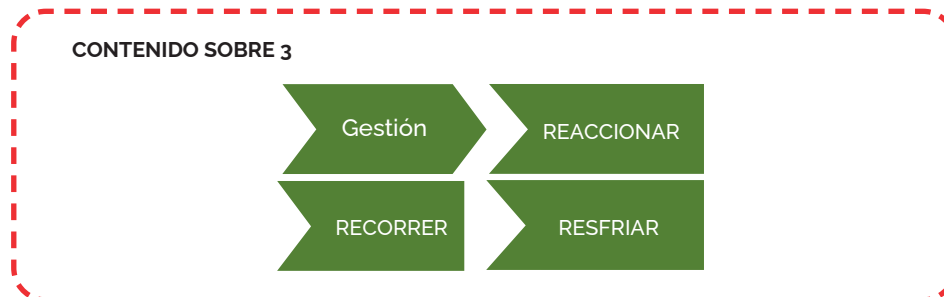 CONTENIDO SOBRE 3
Gestión
REACCIONAR
RECORRER
RESFRIAR